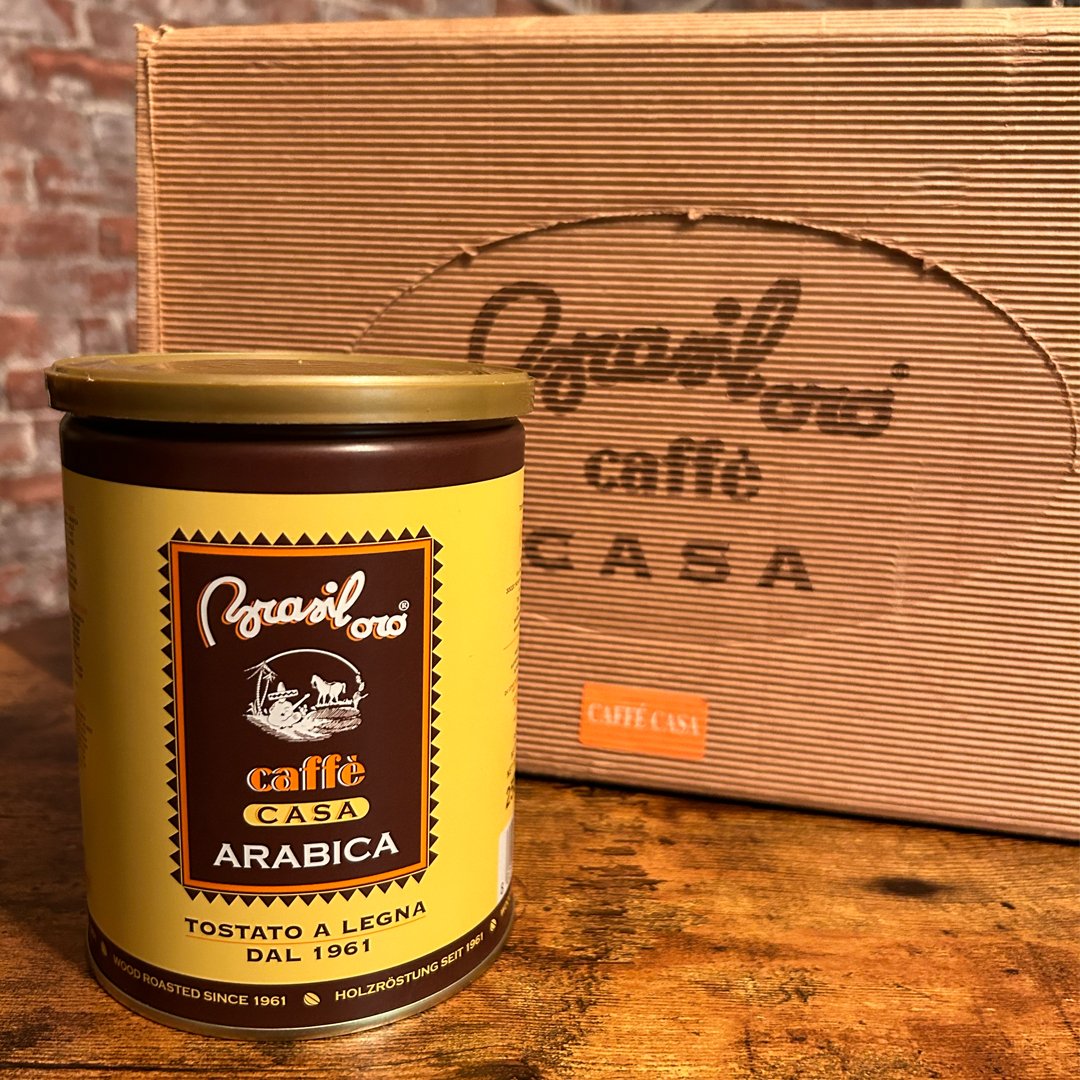 Brasil oro®
caffè
CASA
CAFFÉ CASA
Brasil oro®
caffè
CASA
ARABICA
TOSTATO A LEGNA
DAL 1961
WOOD ROASTED SINCE 1961
HOLZRÖSTUNG SEIT 1961